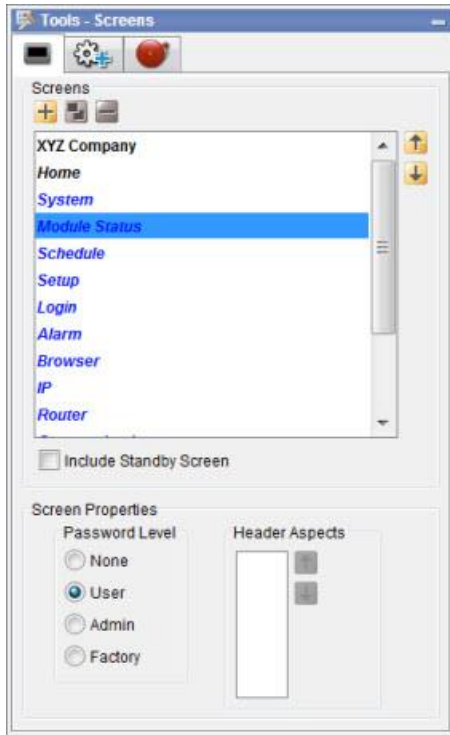 Tools - Screens
Screens
XYZ Company
Home
System
Module Status
Schedule
Setup
Login
Alarm
Browser
IP
Router
Include Standby Screen
Screen Properties
Password Level
Header Aspects
None
User
Admin
Factory